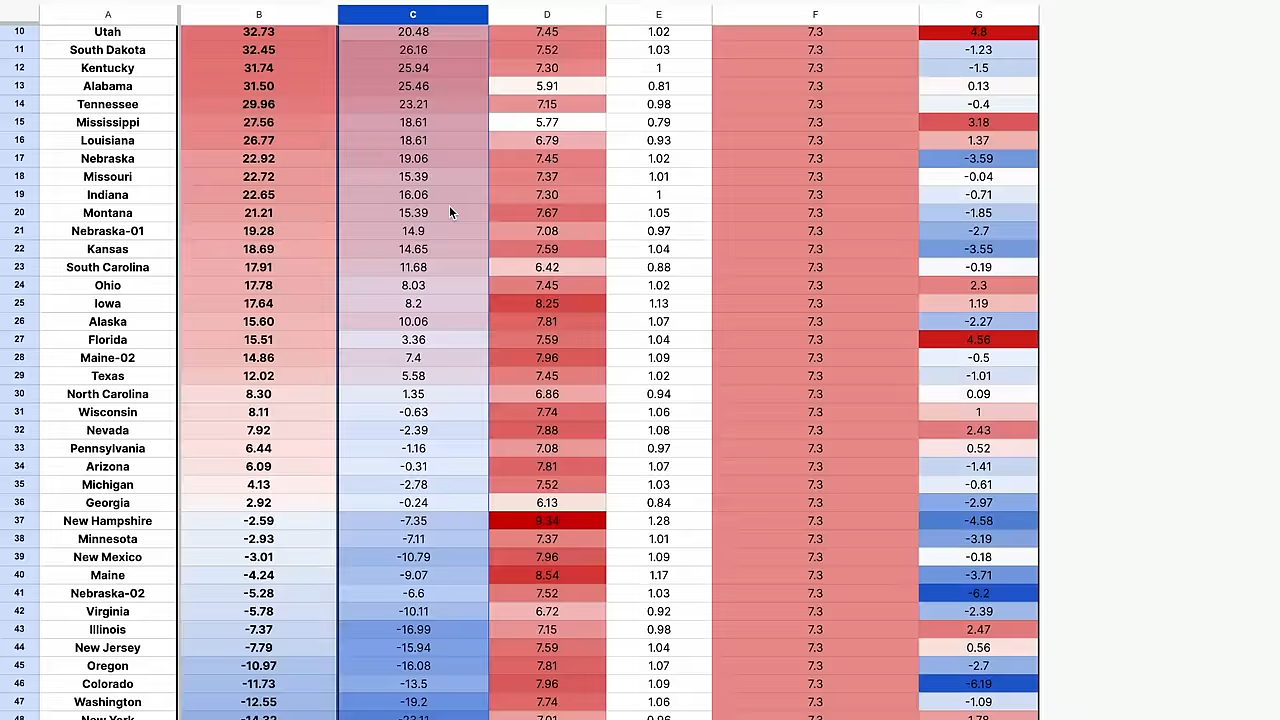 A B C D E F G
10 Utah 32.73 20.48 7.45 1.02 7.3 4.8
11 South Dakota 32.45 26.16 7.52 1.03 7.3 -1.23
12 Kentucky 31.74 25.94 7.30 1 7.3 -1.5
13 Alabama 31.50 25.46 5.91 0.81 7.3 0.13
14 Tennessee 29.96 23.21 7.15 0.98 7.3 -0.4
15 Mississippi 27.56 18.61 5.77 0.79 7.3 3.18
16 Louisiana 26.77 18.61 6.79 0.93 7.3 1.37
17 Nebraska 22.92 19.06 7.45 1.02 7.3 -3.59
18 Missouri 22.72 15.39 7.37 1.01 7.3 -0.04
19 Indiana 22.65 16.06 7.30 1 7.3 -0.71
20 Montana 21.21 15.39 7.67 1.05 7.3 -1.85
21 Nebraska-01 19.28 14.9 7.08 0.97 7.3 -2.7
22 Kansas 18.69 14.65 7.59 1.04 7.3 -3.55
23 South Carolina 17.91 11.68 6.42 0.88 7.3 -0.19
24 Ohio 17.78 8.03 7.45 1.02 7.3 2.3
25 Iowa 17.64 8.2 8.25 1.13 7.3 1.19
26 Alaska 15.60 10.06 7.81 1.07 7.3 -2.27
27 Florida 15.51 3.36 7.59 1.04 7.3 4.56
28 Maine-02 14.86 7.4 7.96 1.09 7.3 -0.5
29 Texas 12.02 5.58 7.45 1.02 7.3 -1.01
30 North Carolina 8.30 1.35 6.86 0.94 7.3 0.09
31 Wisconsin 8.11 -0.63 7.74 1.06 7.3 1
32 Nevada 7.92 -2.39 7.88 1.08 7.3 2.43
33 Pennsylvania 6.44 -1.16 7.08 0.97 7.3 0.52
34 Arizona 6.09 -0.31 7.81 1.07 7.3 -1.41
35 Michigan 4.13 -2.78 7.52 1.03 7.3 -0.61
36 Georgia 2.92 -0.24 6.13 0.84 7.3 -2.97
37 New Hampshire -2.59 -7.35 9.34 1.28 7.3 -4.58
38 Minnesota -2.93 -7.11 7.37 1.01 7.3 -3.19
39 New Mexico -3.01 -10.79 7.96 1.09 7.3 -0.18
40 Maine -4.24 -9.07 8.54 1.17 7.3 -3.71
41 Nebraska-02 -5.28 -6.6 7.52 1.03 7.3 -6.2
42 Virginia -5.78 -10.11 6.72 0.92 7.3 -2.39
43 Illinois -7.37 -16.99 7.15 0.98 7.3 2.47
44 New Jersey -7.79 -15.94 7.59 1.04 7.3 0.56
45 Oregon -10.97 -16.08 7.81 1.07 7.3 -2.7
46 Colorado -11.73 -13.5 7.96 1.09 7.3 -6.19
47 Washington -12.55 -19.2 7.74 1.06 7.3 -1.09
48 New York -14.32 -23.11 7.01 0.96 7.3 1.78